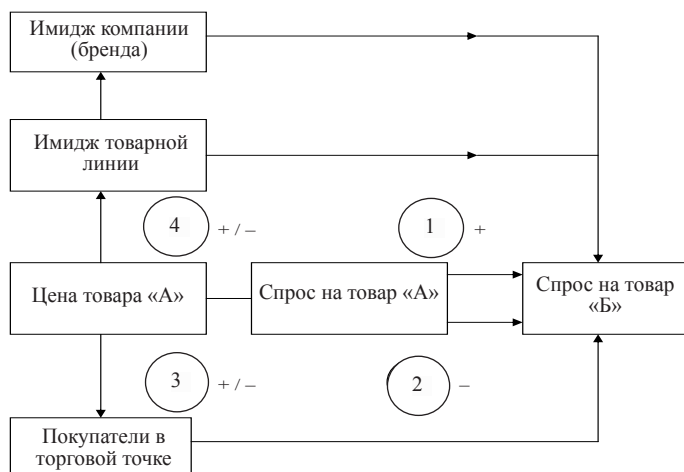 Имидж компании
(бренда)
Имидж товарной
линии
4 + / –
1 +
Цена товара «А»
Спрос на товар «А»
Спрос на товар
«Б»
3 + / –
2 –
Покупатели в
торговой точке